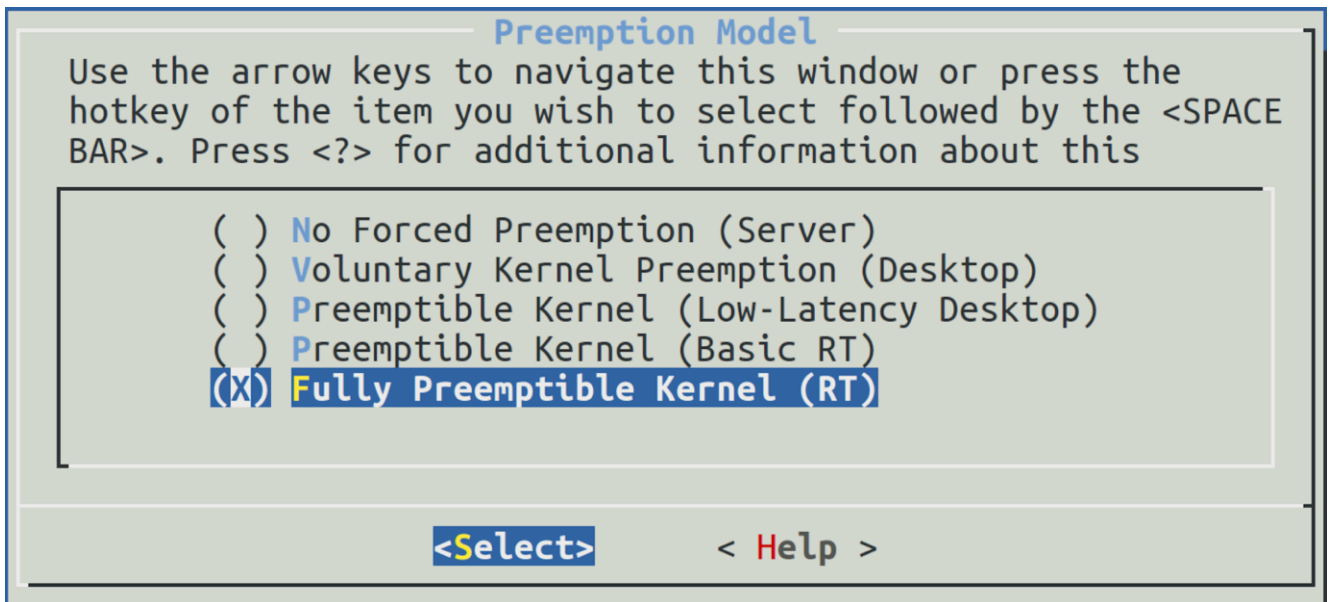 Preemption Model
Use the arrow keys to navigate this window or press the
hotkey of the item you wish to select followed by the <SPACE
BAR>. Press <?> for additional information about this
( ) No Forced Preemption (Server)
( ) Voluntary Kernel Preemption (Desktop)
( ) Preemptible Kernel (Low-Latency Desktop)
( ) Preemptible Kernel (Basic RT)
(X) Fully Preemptible Kernel (RT)
<Select> < Help >